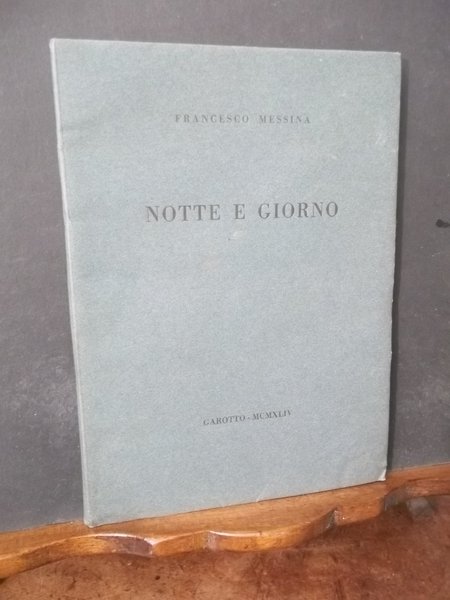 FRANCESCO MESSINA
NOTTE E GIORNO
GAROTTO - MCMXLIV